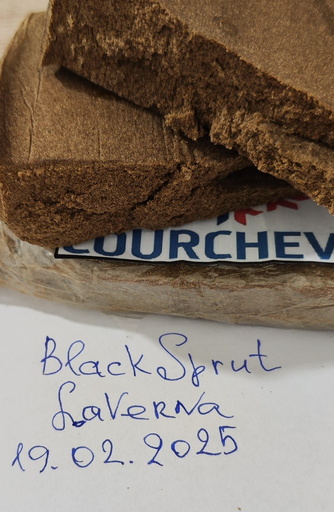 COURCHEV
BlackSprut
LaVerna
19.02.2025